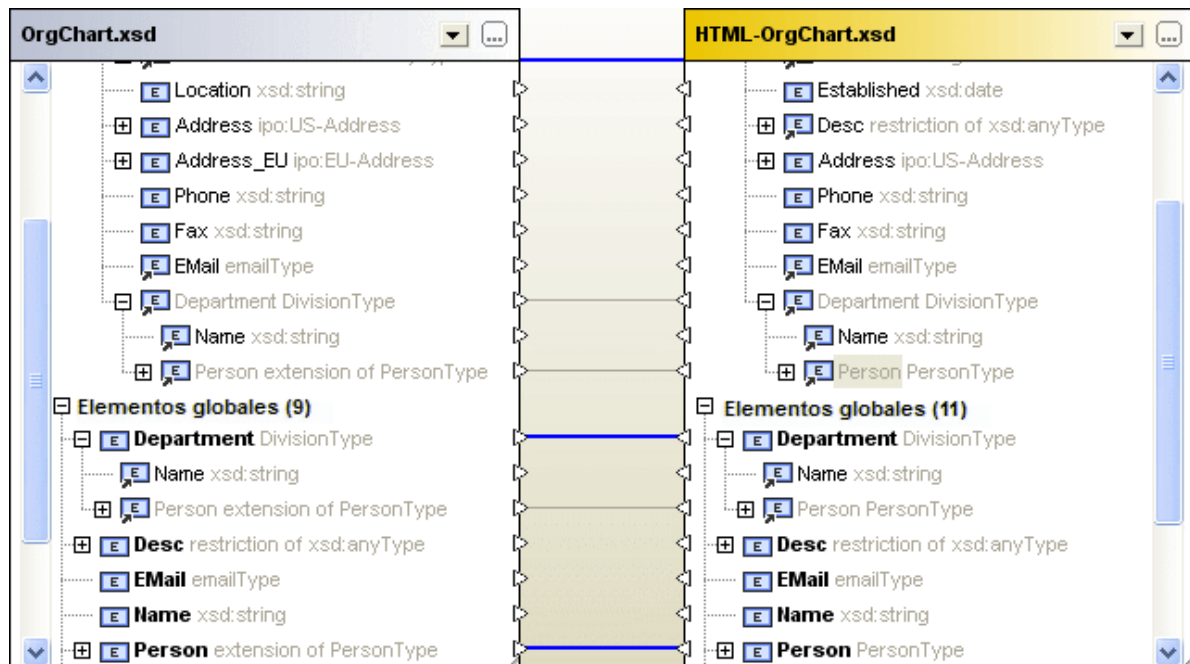 OrgChart.xsd
Location xsd:string
Address ipo:US-Address
Address_EU ipo:EU-Address
Phone xsd:string
Fax xsd:string
EMail emailType
Department DivisionType
Name xsd:string
Person extension of PersonType
Elementos globales (9)
Department DivisionType
Name xsd:string
Person extension of PersonType
Desc restriction of xsd:anyType
EMail emailType
Name xsd:string
Person extension of PersonType
HTML-OrgChart.xsd
Established xsd:date
Desc restriction of xsd:anyType
Address ipo:US-Address
Phone xsd:string
Fax xsd:string
EMail emailType
Department DivisionType
Name xsd:string
Person PersonType
Elementos globales (11)
Department DivisionType
Name xsd:string
Person PersonType
Desc restriction of xsd:anyType
EMail emailType
Name xsd:string
Person PersonType